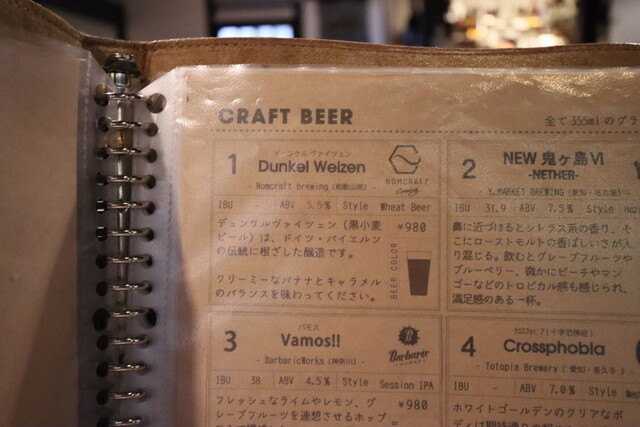 CRAFT BEER
全て355mlのグラ
1
ドーンケルヴァイツェン
Dunkel Weizen
- Nomcraft brewing (和歌山県) -
NOMCRAFT
Brewing
IBU ABV 5.5% Style Wheat Beer
デュンケルヴァイツェン（黒小麦
ビール）は、ドイツ・バイエルン
の伝統に根ざした醸造です。
クリーミーなバナナとキャラメル
のバランスを味わってください。
¥980
BEER COLOR
2
NEW 鬼ヶ島Ⅵ
-NETHER-
- Y.MARKET BREWING (愛知・名古屋) -
IBU 31.9 ABV 7.5% Style
鼻に近づけるとシトラス系の香り、そ
こにローストモルトの香ばしいさが入
り混じる。飲むとグレープフルーツや
ブルーベリー、微かにピーチやマン
ゴーなどのトロピカル感も感じられ、
満足感のある一杯。
3
バモス
Vamos!!
- BarbaricWorks (神奈川) -
Barbaric
IBU 38 ABV 4.5% Style Session IPA
フレッシュなライムやレモン、グ
レープフルーツを連想させるホップ
¥980
4
(十字恐怖症)
Crossphobia
- Totopia Brewery (愛知・長久手) -
IBU - ABV 7.0% Style
ホワイトゴールデンのクリアなボ